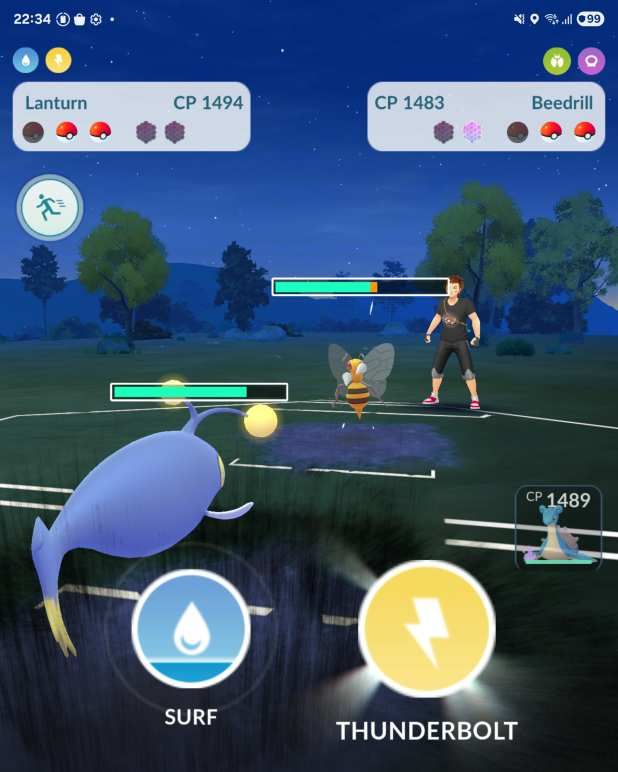 22:34
99
Lanturn CP 1494
CP 1483 Beedrill
CP 1489
SURF
THUNDERBOLT